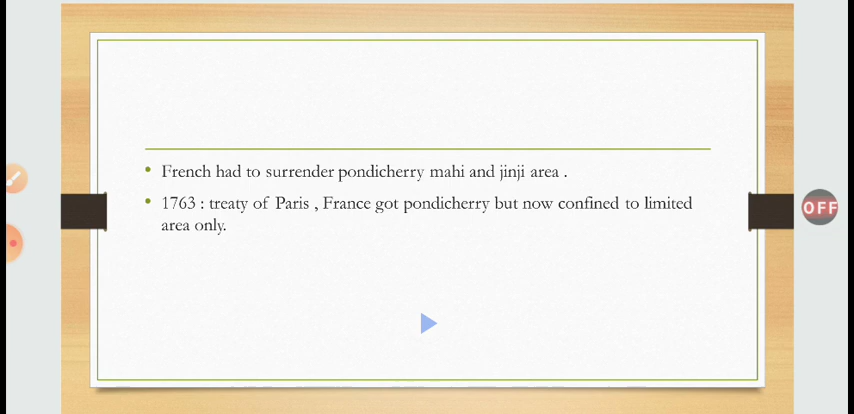 • French had to surrender pondicherry mahi and jinji area .
• 1763 : treaty of Paris , France got pondicherry but now confined to limited
area only.
OFF